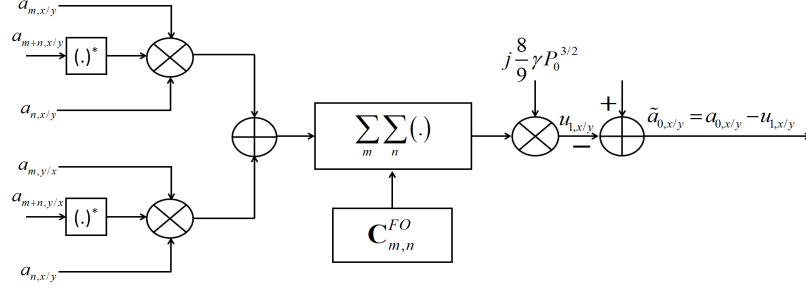 a_{m,x/y}
a_{m+n,x/y}
(.)*
a_{n,x/y}
a_{m,y/x}
a_{m+n,y/x}
(.)*
a_{n,x/y}
∑_m ∑_n (.)
C_{m,n}^{FO}
j 8/9 γ P_0^{3/2}
u_{1,x/y}
−
+
ã_{0,x/y} = a_{0,x/y} − u_{1,x/y}